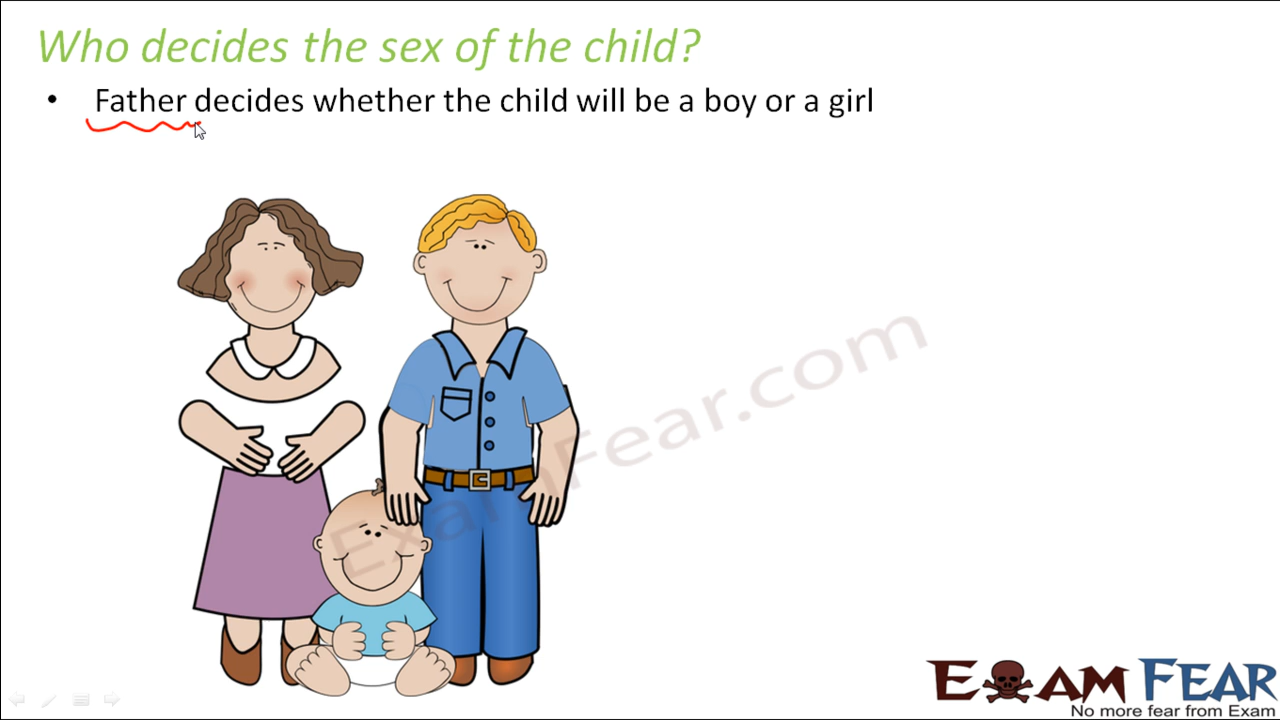 Who decides the sex of the child?
• Father decides whether the child will be a boy or a girl
ExamFear.com
EXAM FEAR
No more fear from Exam